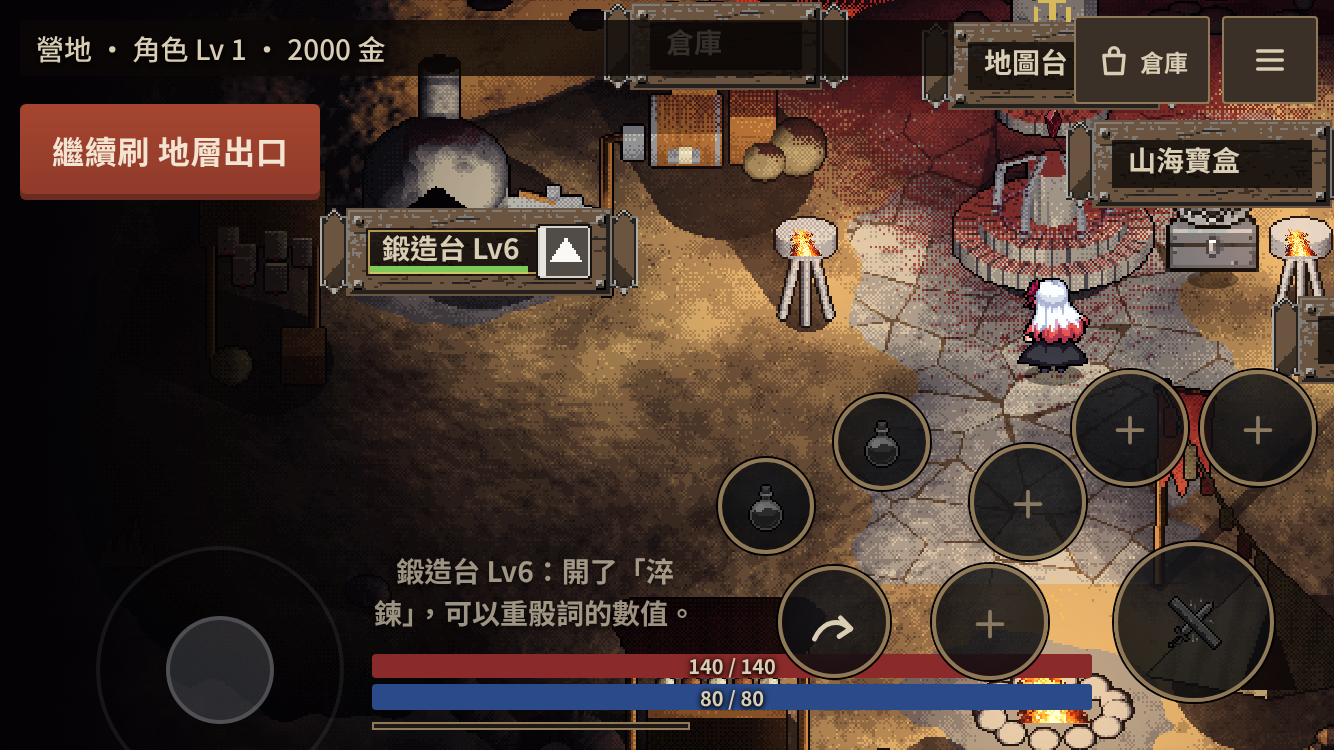 營地 · 角色 Lv 1 · 2000 金
倉庫
地圖台
倉庫
繼續刷 地層出口
山海寶盒
鍛造台 Lv6
鍛造台 Lv6：開了「淬
鍊」，可以重骰詞的數值。
140 / 140
80 / 80